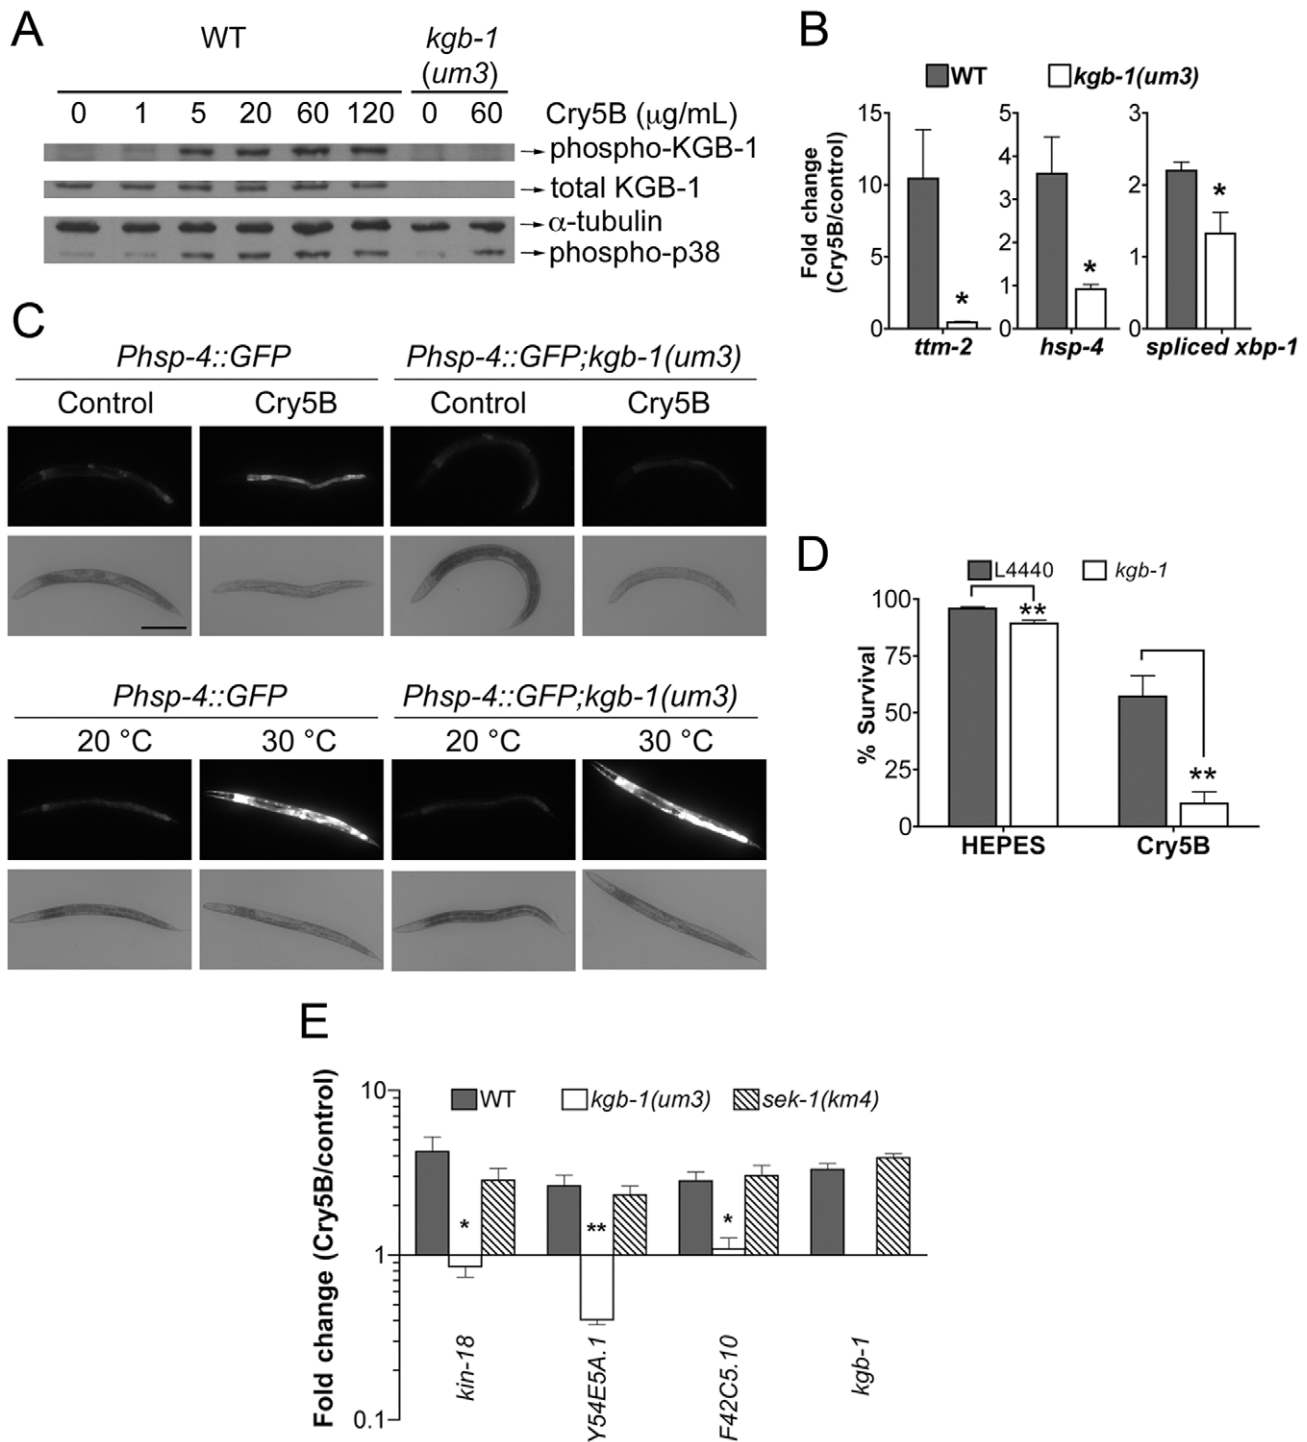 A
WT
kgb-1
(um3)
0 1 5 20 60 120 0 60 Cry5B (μg/mL)
phospho-KGB-1
total KGB-1
α-tubulin
phospho-p38
B
WT kgb-1(um3)
Fold change
(Cry5B/control)
15
10
5
0
ttm-2
5
4
3
2
1
0
*
*
hsp-4
3
2
1
0
*
spliced xbp-1
C
Phsp-4::GFP Phsp-4::GFP;kgb-1(um3)
Control Cry5B Control Cry5B
Phsp-4::GFP Phsp-4::GFP;kgb-1(um3)
20 °C 30 °C 20 °C 30 °C
D
L4440 kgb-1
% Survival
100
75
50
25
0
**
**
HEPES Cry5B
E
Fold change (Cry5B/control)
10
1
0.1
WT kgb-1(um3) sek-1(km4)
* ** *
kin-18
Y54E5A.1
F42C5.10
kgb-1